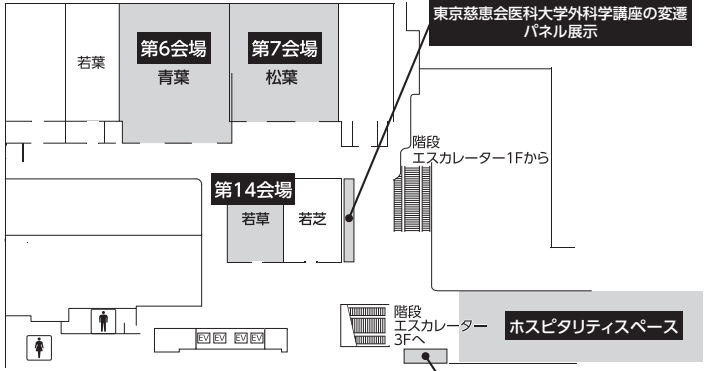 東京慈恵会医科大学外科学講座の変遷
パネル展示
第6会場
第7会場
若葉
青葉
松葉
階段
エスカレーター1Fから
第14会場
若草
若芝
階段
エスカレーター
3Fへ
ホスピタリティスペース
EV
EV
EV
EV